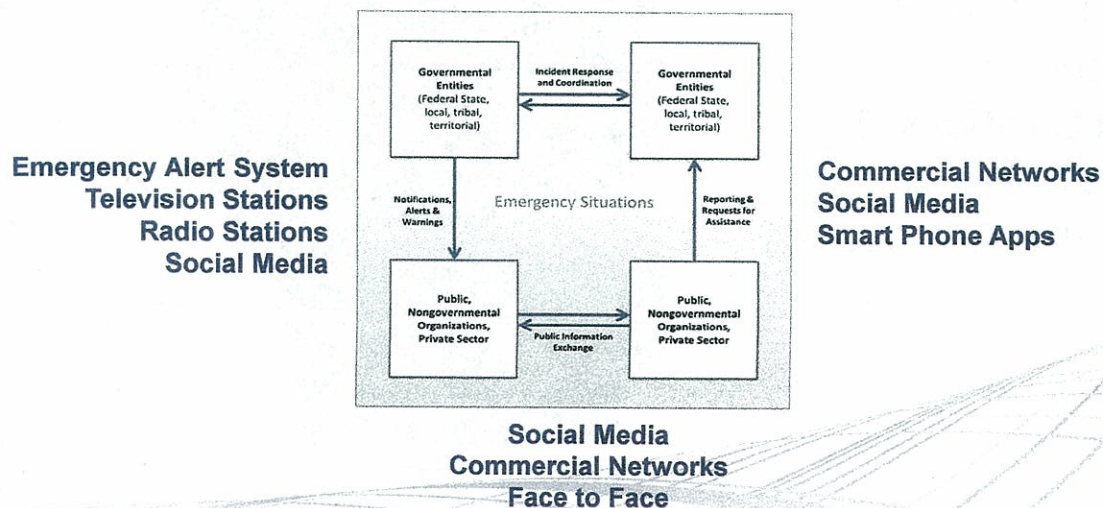 Governmental
Entities
(Federal State,
local, tribal,
territorial)
Incident Response
and Coordination
Governmental
Entities
(Federal State,
local, tribal,
territorial)
Emergency Alert System
Television Stations
Radio Stations
Social Media
Notifications,
Alerts &
Warnings
Emergency Situations
Reporting &
Requests for
Assistance
Commercial Networks
Social Media
Smart Phone Apps
Public,
Nongovernmental
Organizations,
Private Sector
Public Information
Exchange
Public,
Nongovernmental
Organizations,
Private Sector
Social Media
Commercial Networks
Face to Face